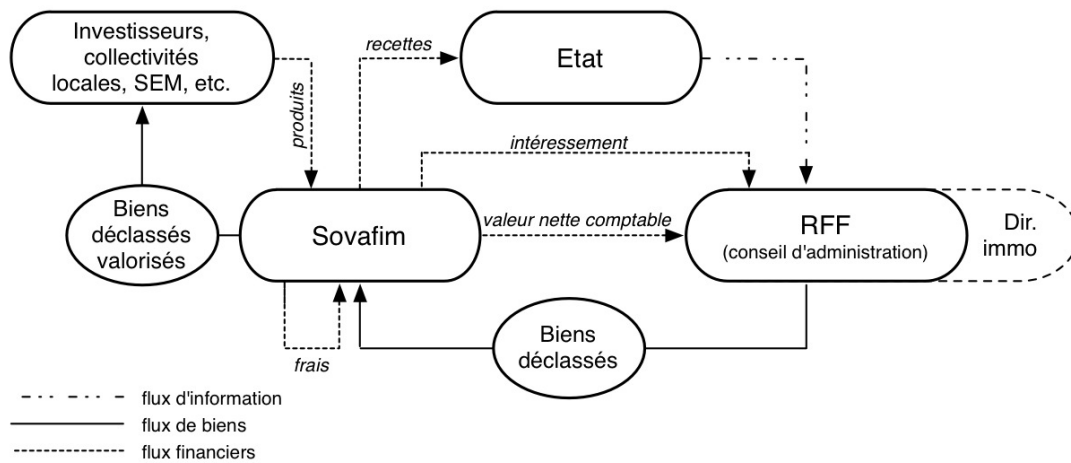 Investisseurs,
collectivités
locales, SEM, etc.
recettes
Etat
produits
intéressement
Biens
déclassés
valorisés
Sovafim
valeur nette comptable
RFF
(conseil d'administration)
Dir.
immo
frais
Biens
déclassés
flux d'information
flux de biens
flux financiers